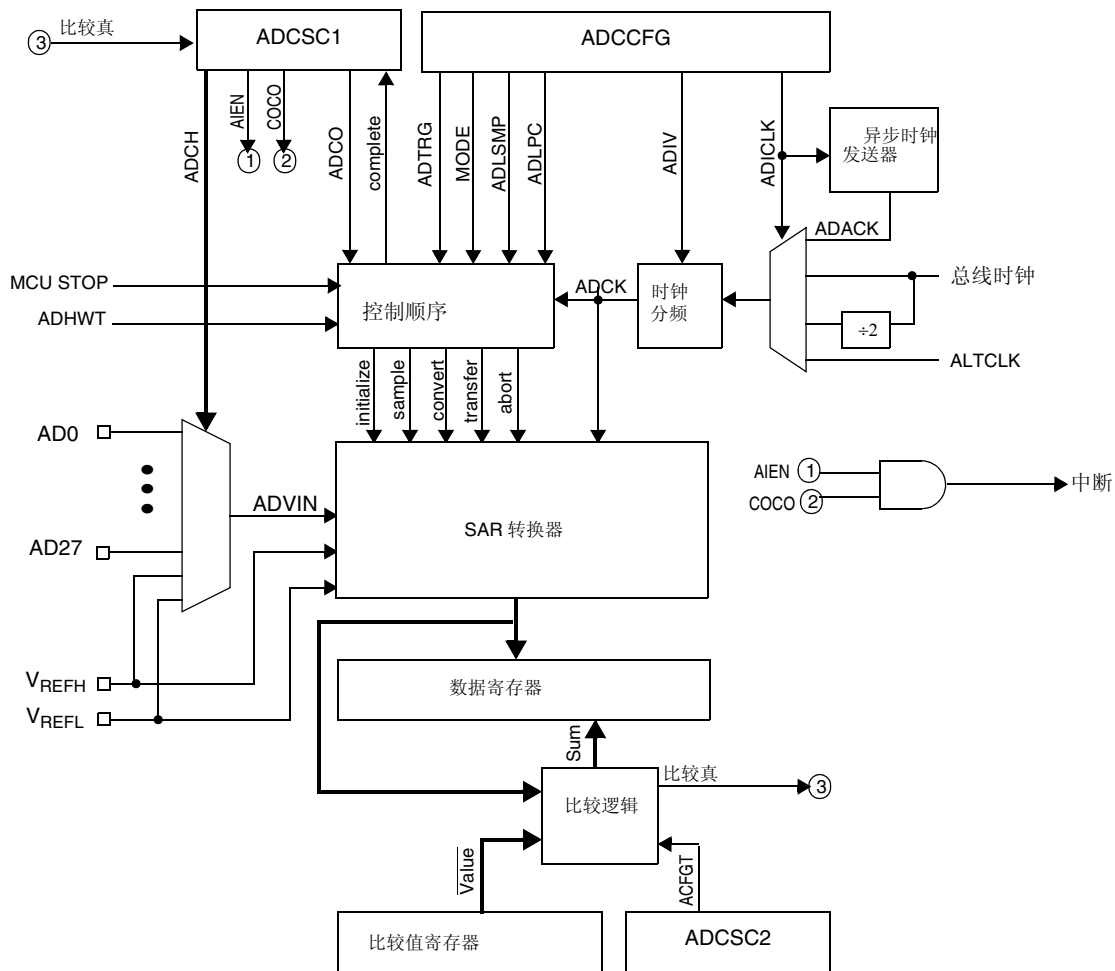 ③
比较真
ADCSC1
ADCCFG
ADCH
AIEN
COCO
①
②
ADCO
complete
ADTRG
MODE
ADLSMP
ADLPC
ADIV
ADICLK
异步时钟
发送器
ADACK
MCU STOP
ADHWT
控制顺序
ADCK
时钟
分频
总线时钟
÷2
ALTCLK
initialize
sample
convert
transfer
abort
AD0
AD27
ADVIN
SAR 转换器
AIEN ①
COCO ②
中断
VREFH
VREFL
数据寄存器
Sum
比较逻辑
比较真
③
Value
ACFGT
比较值寄存器
ADCSC2